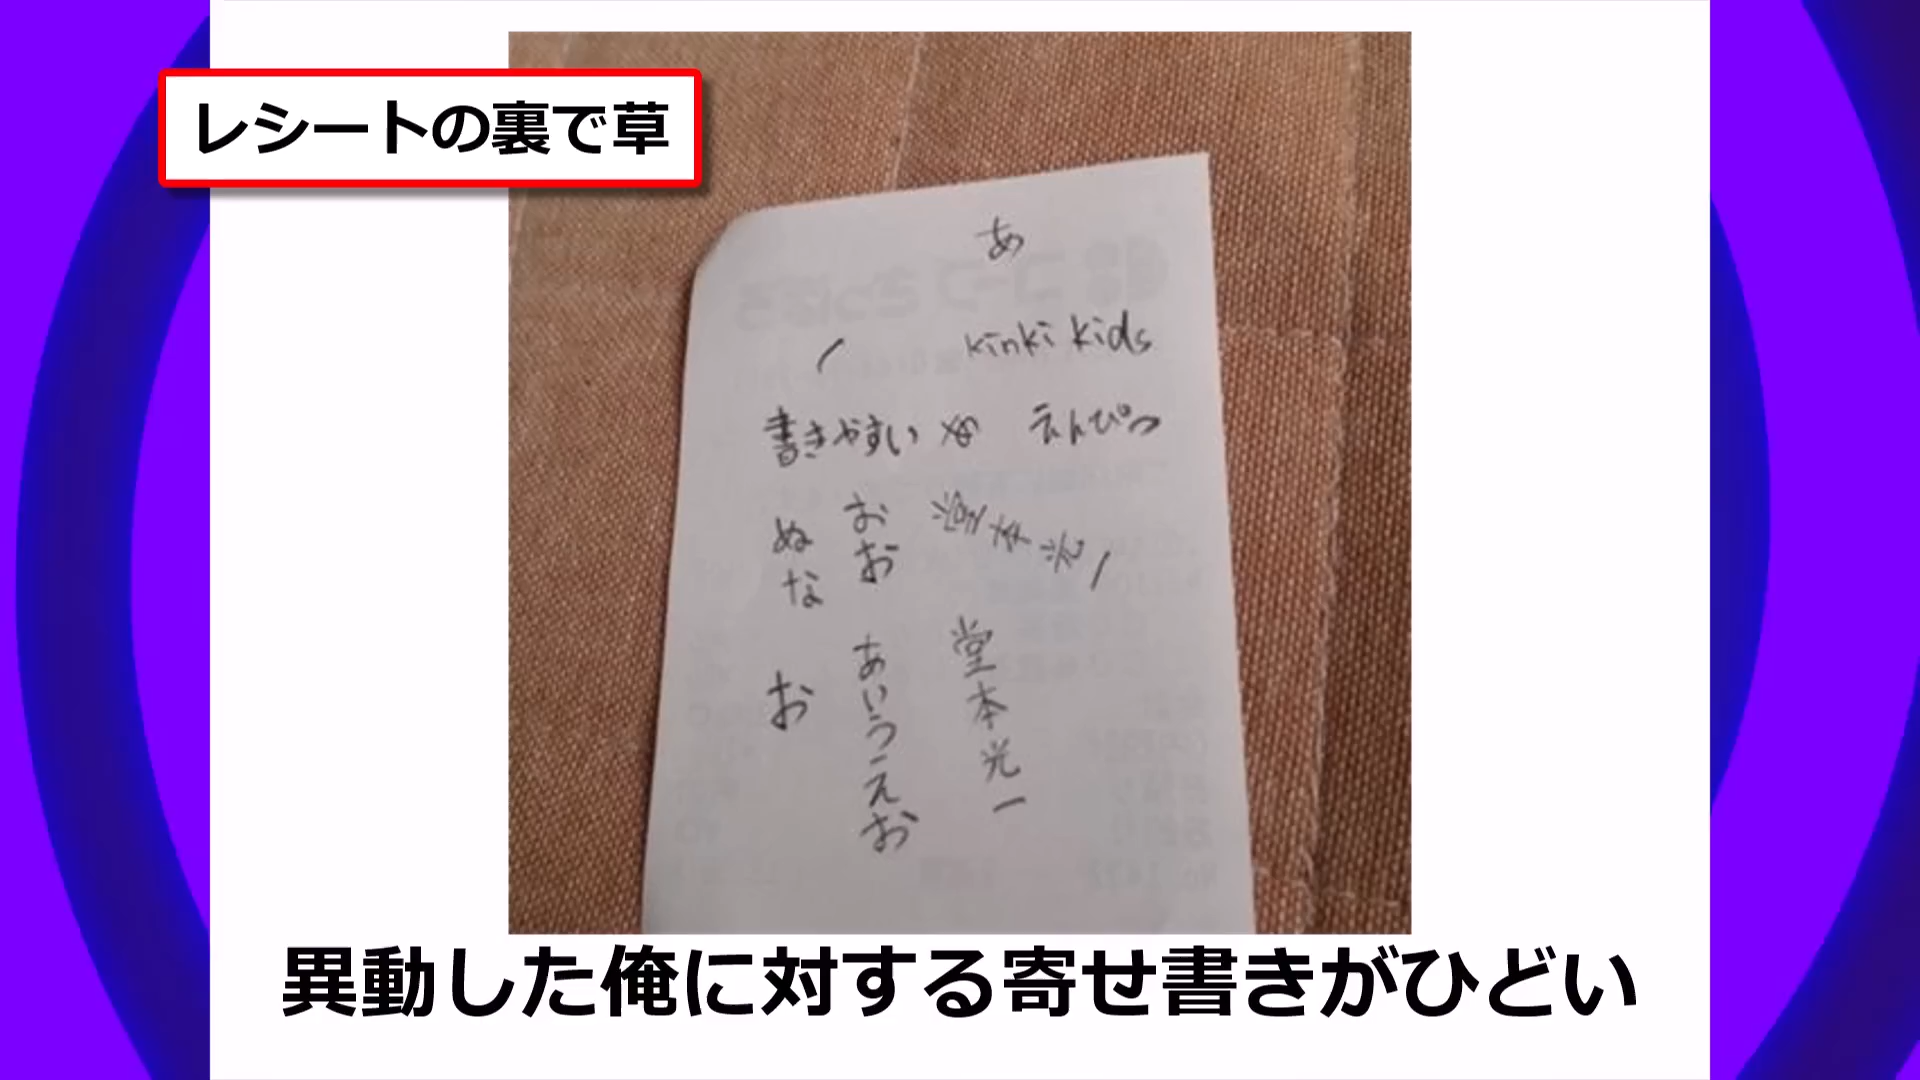 レシートの裏で草
あ
kinki kids
書きやすい
えんぴつ
堂本光一
おお
ぬな
堂本光一
あいうえお
お
異動した俺に対する寄せ書きがひどい